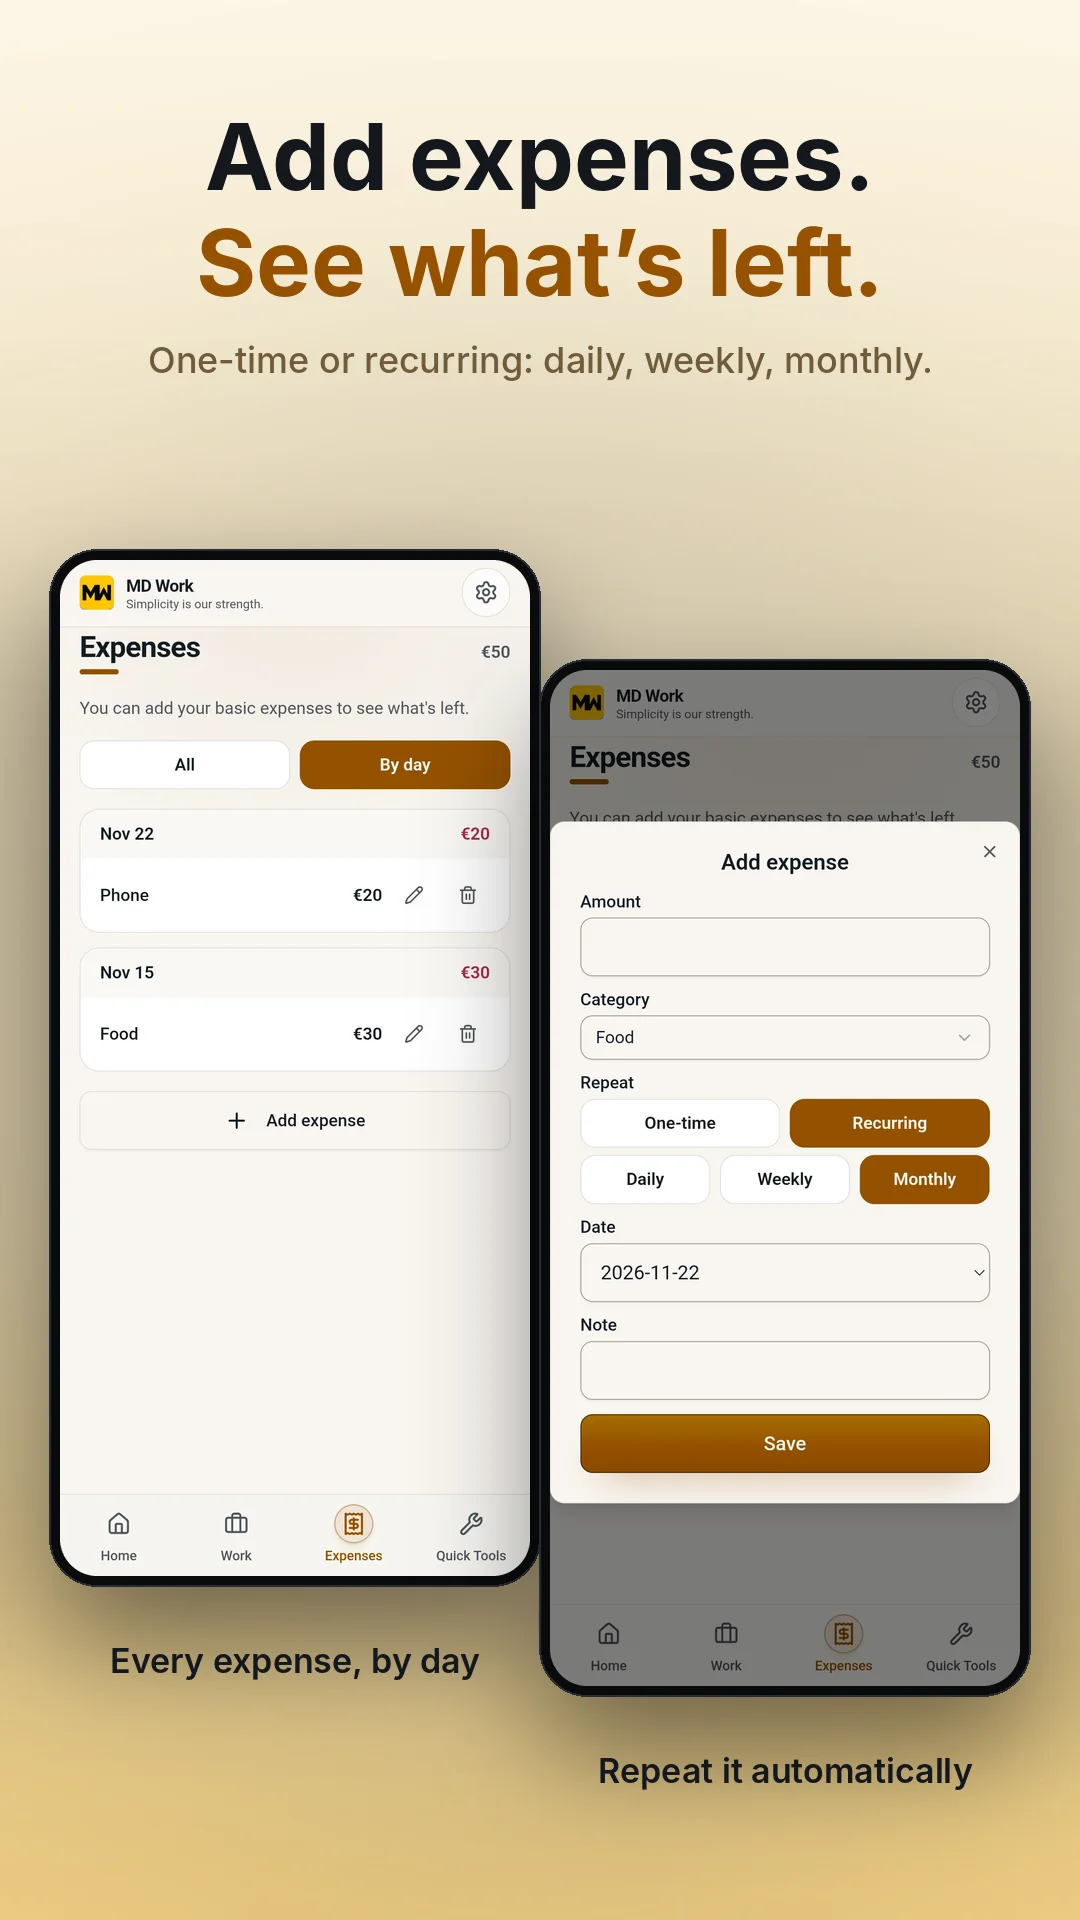 Add expenses.
See what’s left.
One-time or recurring: daily, weekly, monthly.
MW
MD Work
Simplicity is our strength.
Expenses
€50
You can add your basic expenses to see what's left.
All
By day
Nov 22
€20
Phone
€20
Nov 15
€30
Food
€30
+ Add expense
Home
Work
Expenses
Quick Tools
Every expense, by day
MW
MD Work
Simplicity is our strength.
Expenses
€50
You can add your basic expenses to see what's left
Add expense
Amount
Category
Food
Repeat
One-time
Recurring
Daily
Weekly
Monthly
Date
2026-11-22
Note
Save
Home
Work
Expenses
Quick Tools
Repeat it automatically